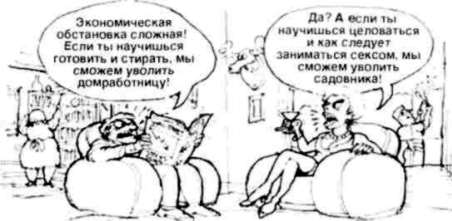 Экономическая
обстановка сложная!
Если ты научишься
готовить и стирать, мы
сможем уволить
домработницу!
Да? А если ты
научишься целоваться
и как следует
заниматься сексом, мы
сможем уволить
садовника!